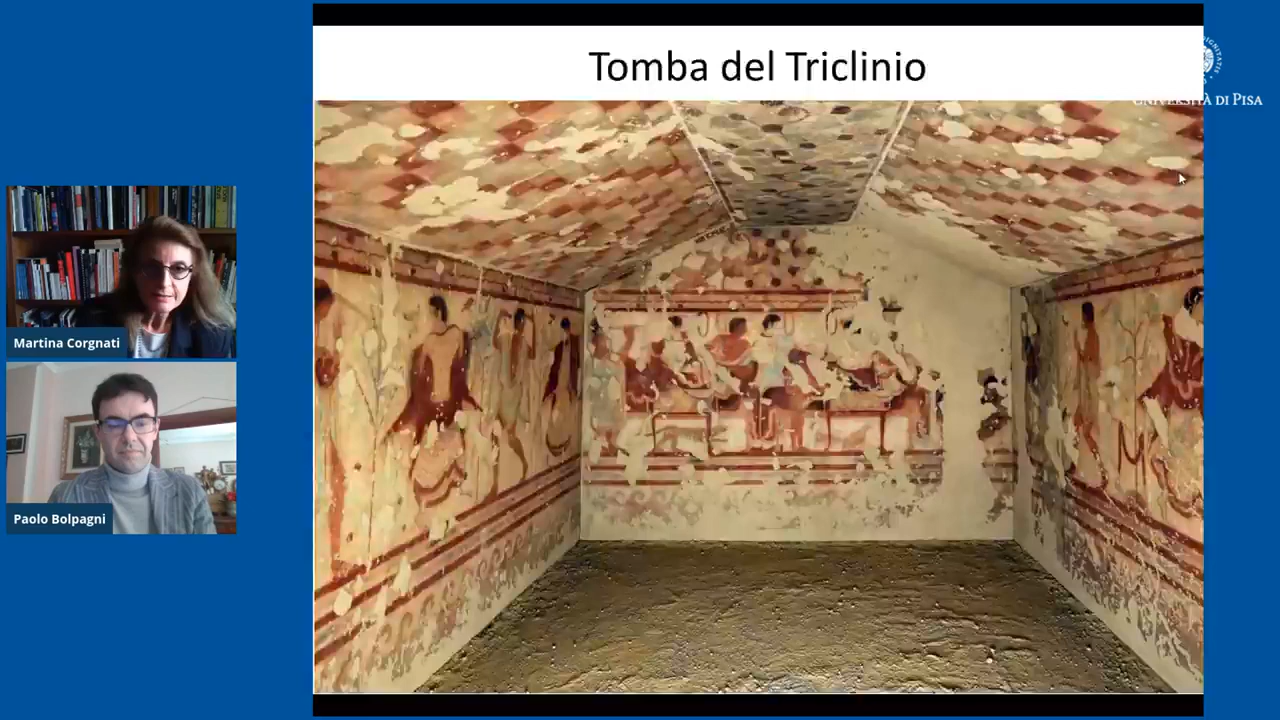 Tomba del Triclinio
UNIVERSITÀ DI PISA
Martina Corgnati
Paolo Bolpagni